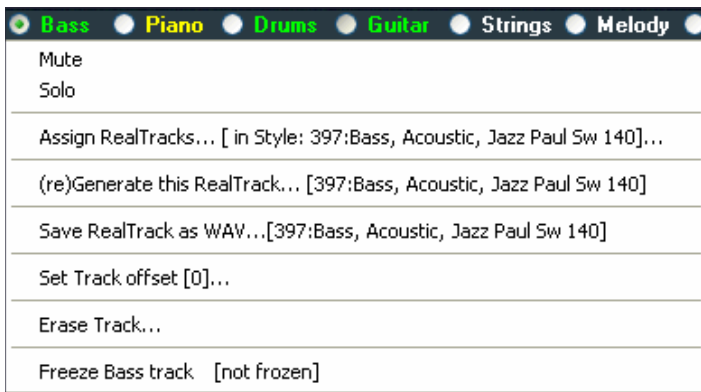 Bass Piano Drums Guitar Strings Melody
Mute
Solo
Assign RealTracks... [ in Style: 397:Bass, Acoustic, Jazz Paul Sw 140]...
(re)Generate this RealTrack... [397:Bass, Acoustic, Jazz Paul Sw 140]
Save RealTrack as WAV...[397:Bass, Acoustic, Jazz Paul Sw 140]
Set Track offset [0]...
Erase Track...
Freeze Bass track [not frozen]